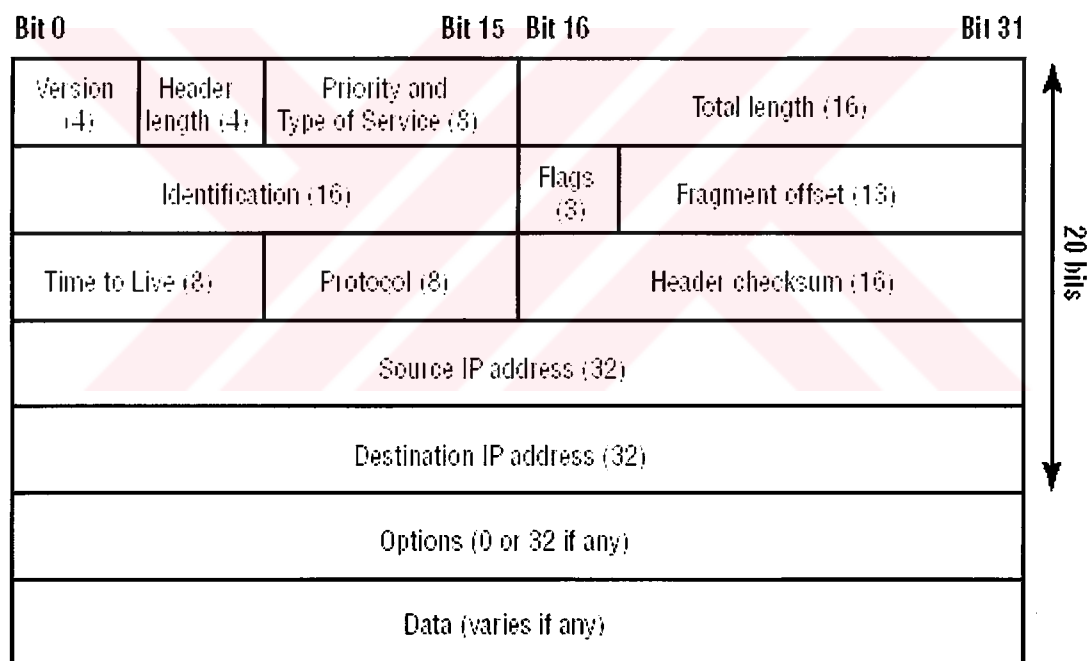 Bit 0 Bit 15 Bit 16 Bit 31
Version
(4)
Header
length (4)
Priority and
Type of Service (8)
Total length (16)
Identification (16)
Flags
(3)
Fragment offset (13)
Time to Live (8)
Protocol (8)
Header checksum (16)
Source IP address (32)
Destination IP address (32)
Options (0 or 32 if any)
Data (varies if any)
20 bits